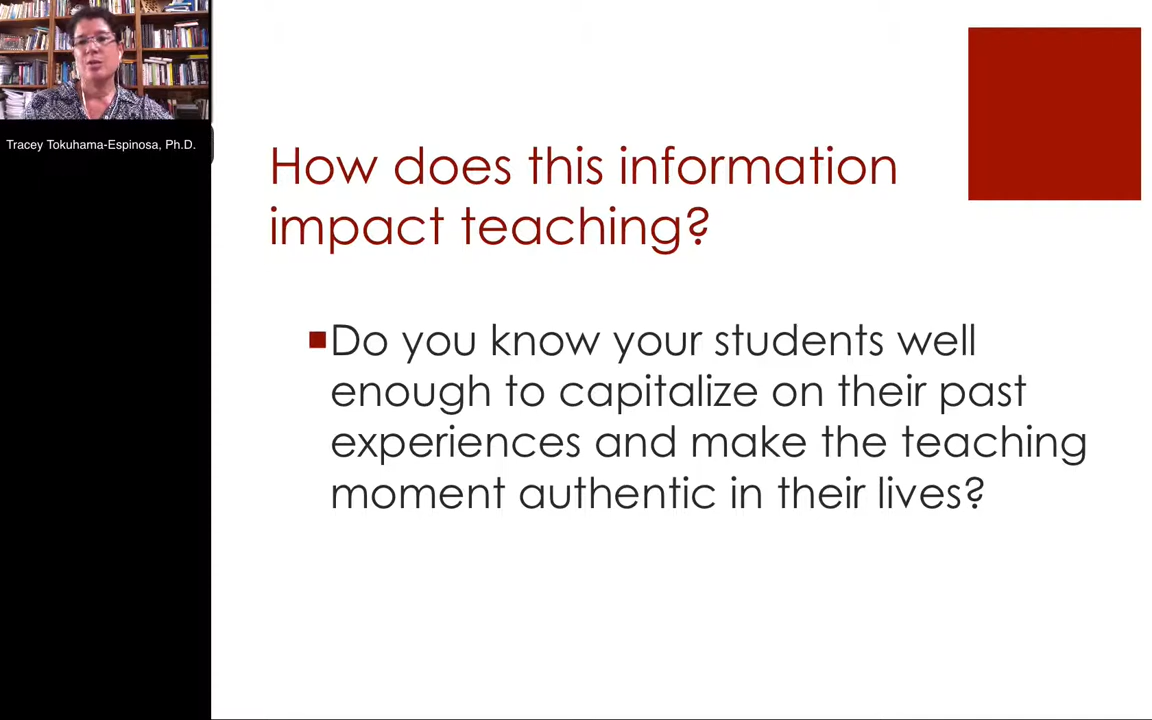 Tracey Tokuhama-Espinosa, Ph.D.
How does this information
impact teaching?
Do you know your students well
enough to capitalize on their past
experiences and make the teaching
moment authentic in their lives?